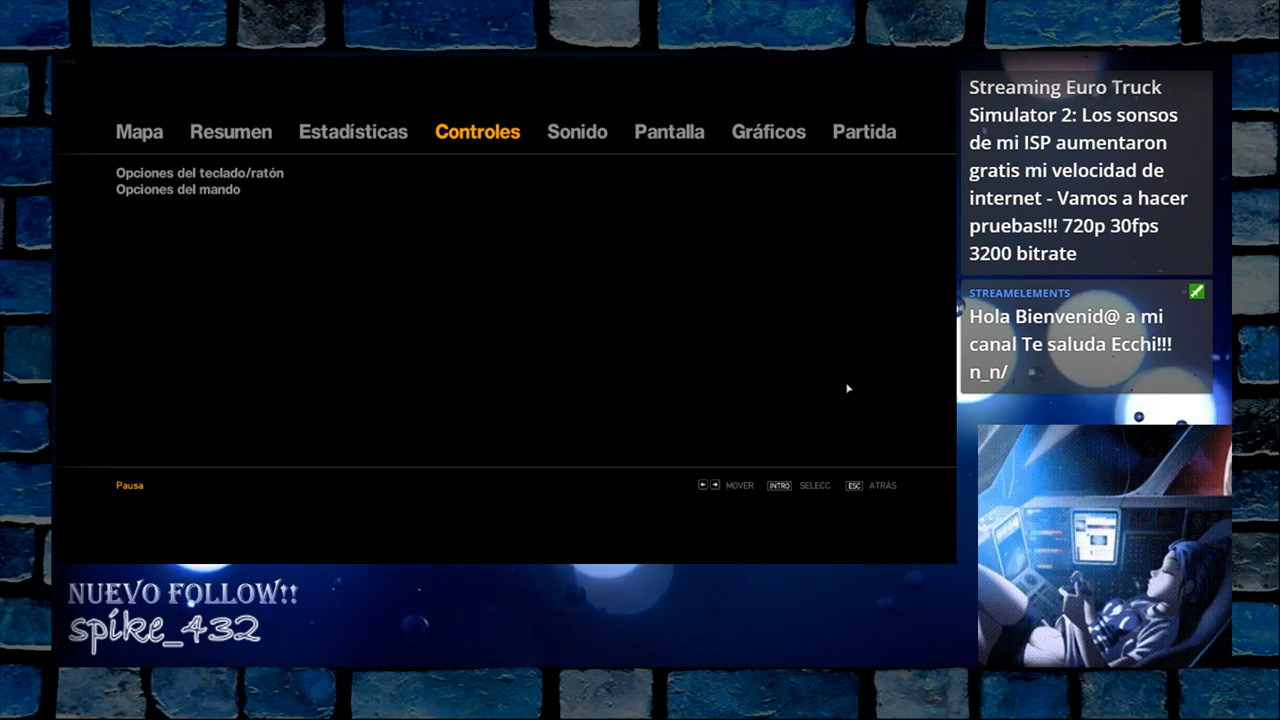 Mapa Resumen Estadísticas Controles Sonido Pantalla Gráficos Partida
Opciones del teclado/ratón
Opciones del mando
Pausa
MOVER INTRO SELECC. ESC ATRÁS
Streaming Euro Truck
Simulator 2: Los sonsos
de mi ISP aumentaron
gratis mi velocidad de
internet - Vamos a hacer
pruebas!!! 720p 30fps
3200 bitrate
STREAMELEMENTS
Hola Bienvenid@ a mi
canal Te saluda Ecchi!!!
n_n/
NUEVO FOLLOW!!
spike_432